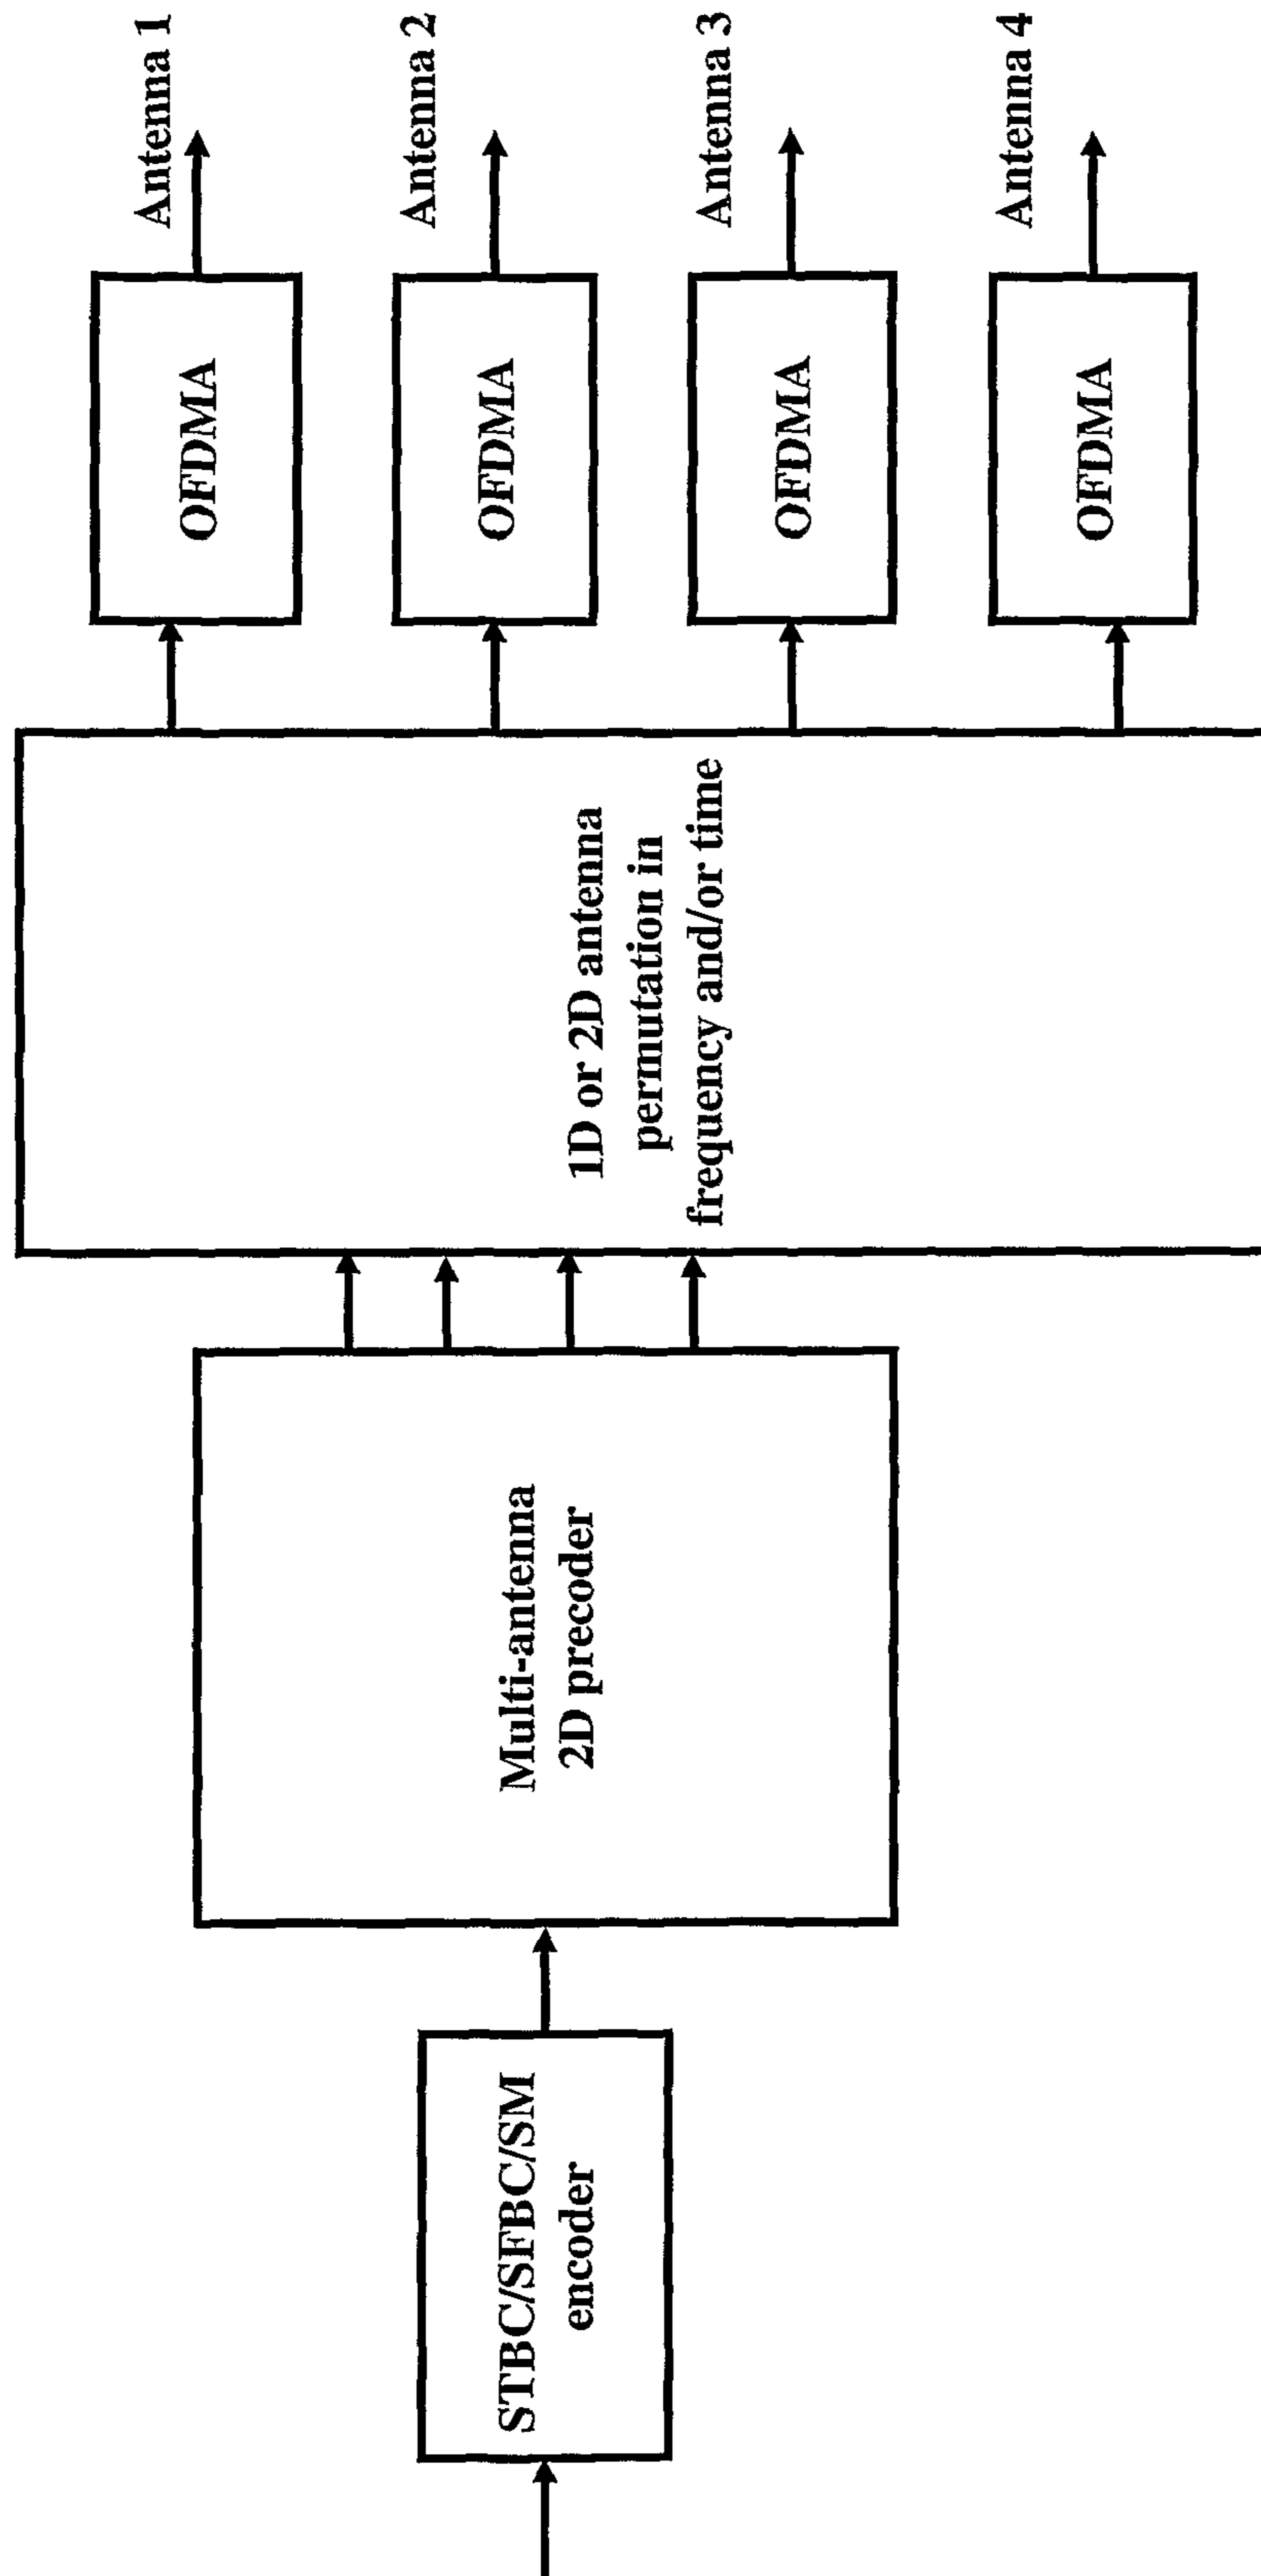 STBC/SFBC/SM
encoder
Multi-antenna
2D precoder
1D or 2D antenna
permutation in
frequency and/or time
OFDMA
Antenna 1
OFDMA
Antenna 2
OFDMA
Antenna 3
OFDMA
Antenna 4